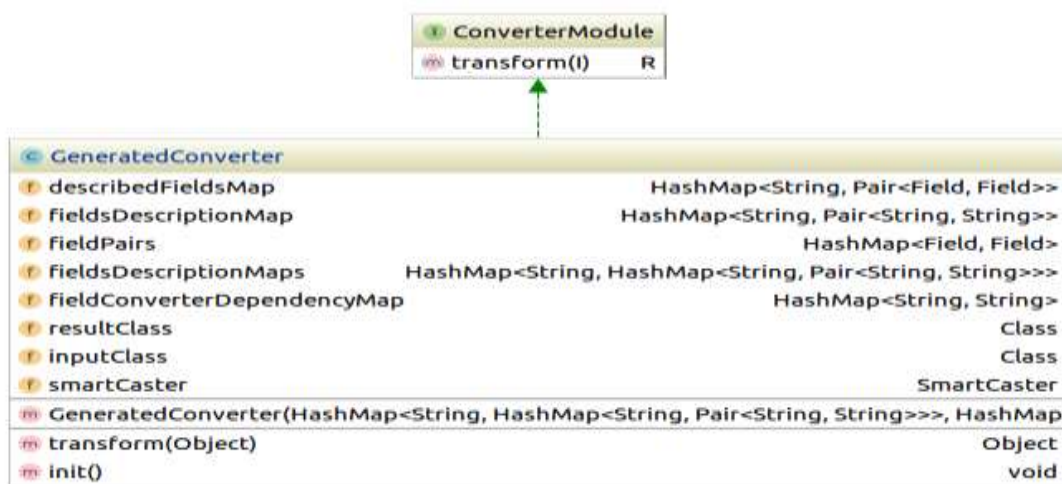 ConverterModule
transform(I) R
GeneratedConverter
describedFieldsMap HashMap<String, Pair<Field, Field>>
fieldsDescriptionMap HashMap<String, Pair<String, String>>
fieldPairs HashMap<Field, Field>
fieldsDescriptionMaps HashMap<String, HashMap<String, Pair<String, String>>>
fieldConverterDependencyMap HashMap<String, String>
resultClass Class
inputClass Class
smartCaster SmartCaster
GeneratedConverter(HashMap<String, HashMap<String, Pair<String, String>>>, HashMap
transform(Object) Object
init() void